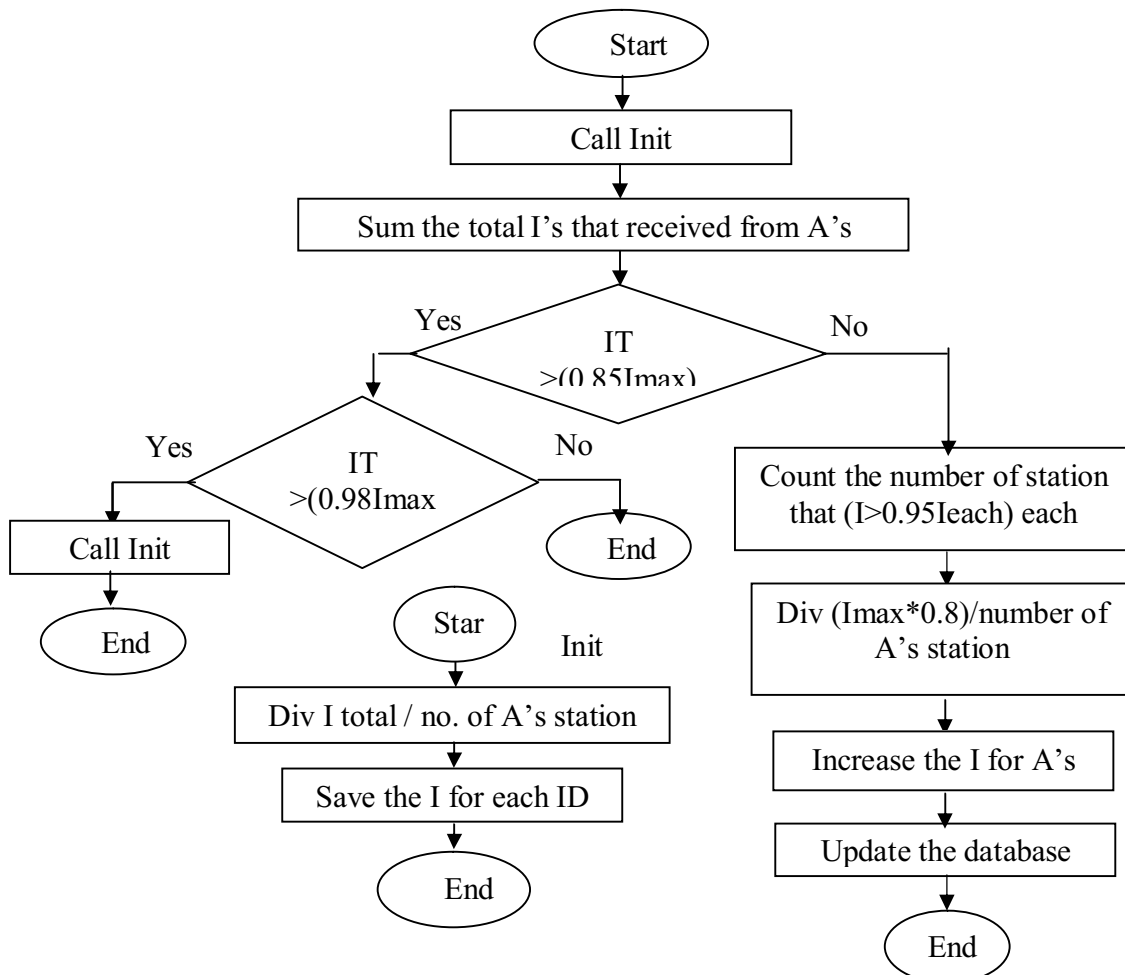 Start
Call Init
Sum the total I’s that received from A’s
Yes
No
IT
>(0.85Imax)
Yes
No
IT
>(0.98Imax
Count the number of station
that (I>0.95Ieach) each
Call Init
End
End
Div (Imax*0.8)/number of
A’s station
Star
Init
Div I total / no. of A’s station
Increase the I for A’s
Save the I for each ID
Update the database
End
End